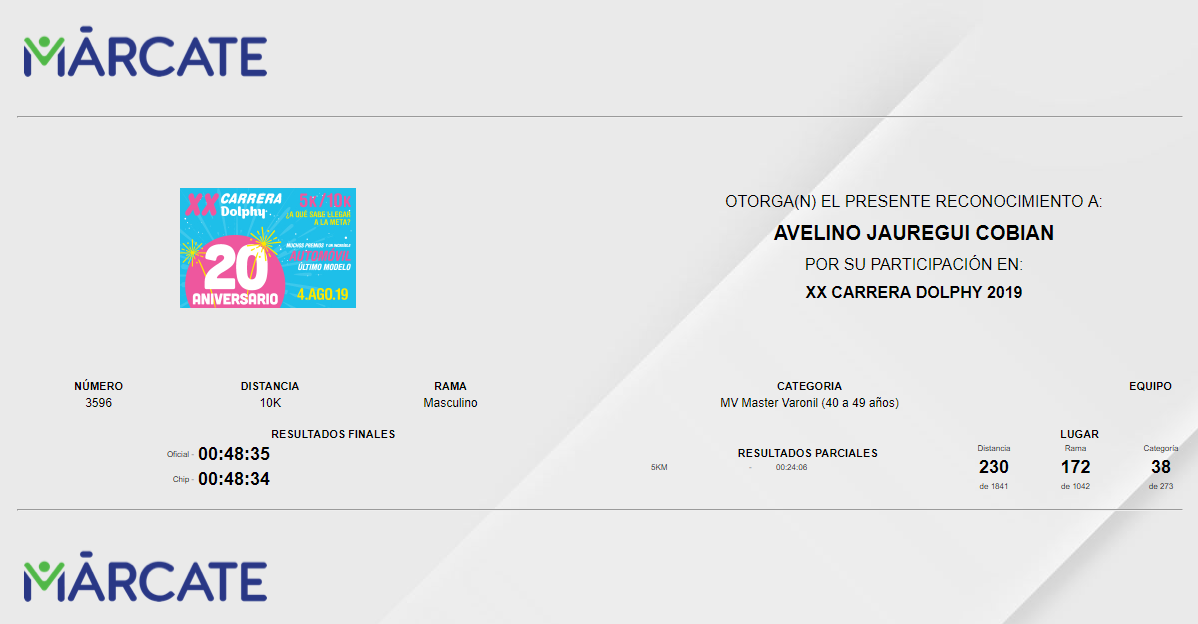 MÁRCATE
XX CARRERA
Dolphy
5K/10K
¿A QUÉ SABE LLEGAR
A LA META?
MUCHOS PREMIOS Y UN INCREÍBLE
AUTOMÓVIL
ÚLTIMO MODELO
20
ANIVERSARIO
4.AGO.19
OTORGA(N) EL PRESENTE RECONOCIMIENTO A:
AVELINO JAUREGUI COBIAN
POR SU PARTICIPACIÓN EN:
XX CARRERA DOLPHY 2019
NÚMERO DISTANCIA RAMA CATEGORIA EQUIPO
3596 10K Masculino MV Master Varonil (40 a 49 años)
RESULTADOS FINALES
Oficial - 00:48:35
Chip - 00:48:34
RESULTADOS PARCIALES
5KM - 00:24:06
LUGAR
Distancia Rama Categoría
230 172 38
de 1841 de 1042 de 273
MÁRCATE